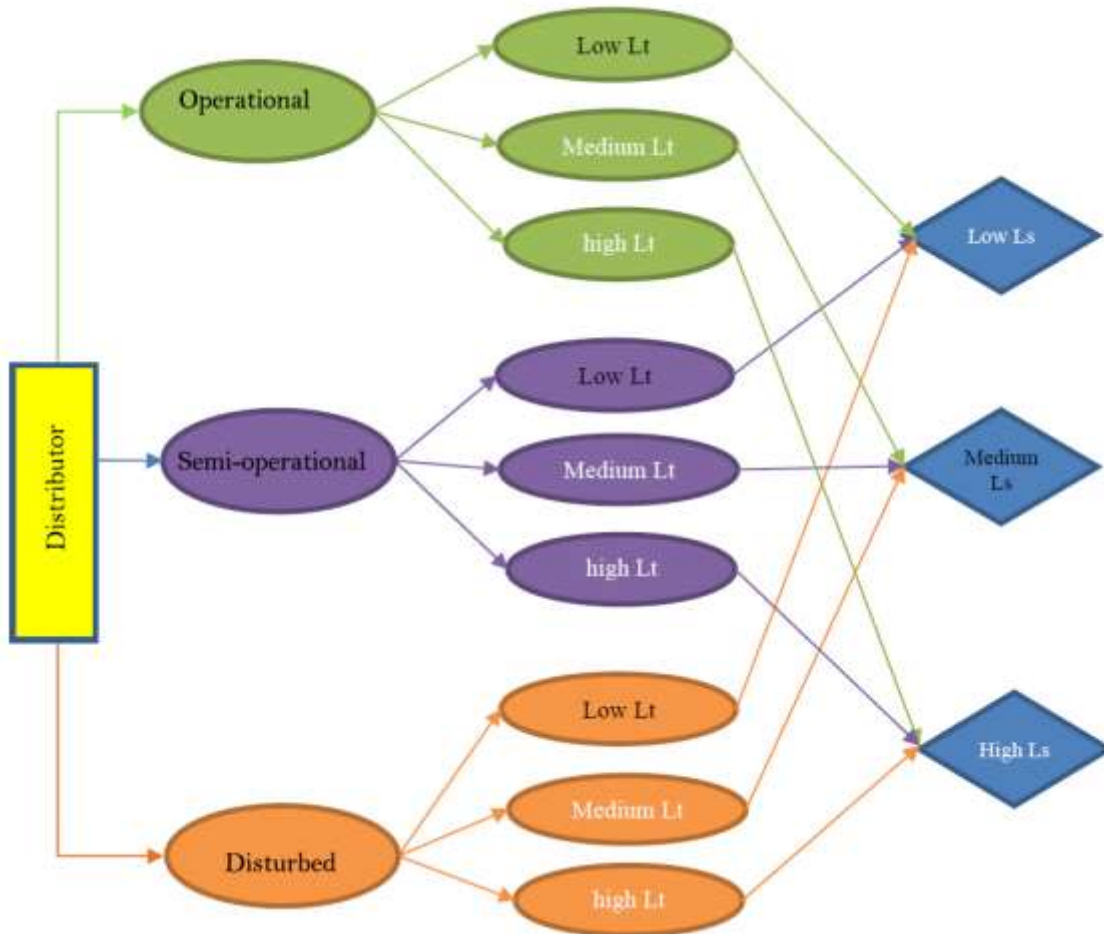 Distributor
Operational
Low Lt
Medium Lt
high Lt
Semi-operational
Low Lt
Medium Lt
high Lt
Disturbed
Low Lt
Medium Lt
high Lt
Low Ls
Medium
Ls
High Ls